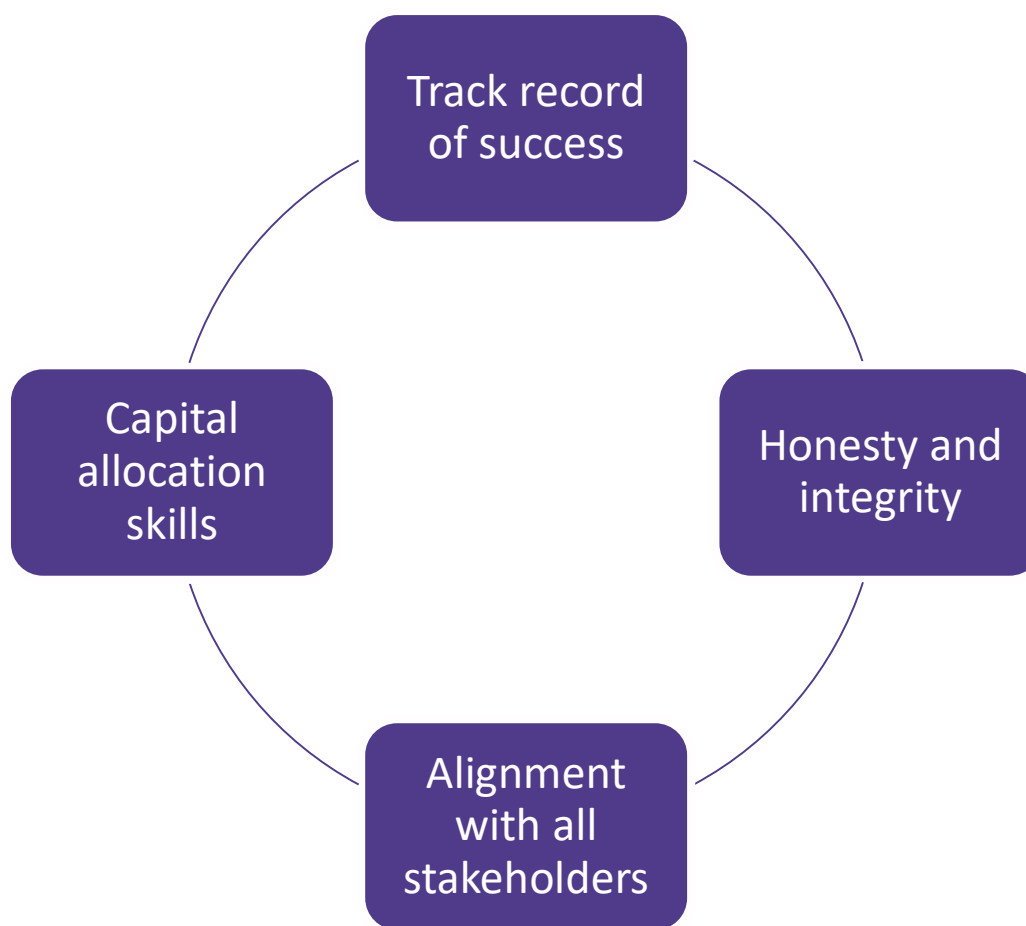 Track record
of success
Capital
allocation
skills
Honesty and
integrity
Alignment
with all
stakeholders